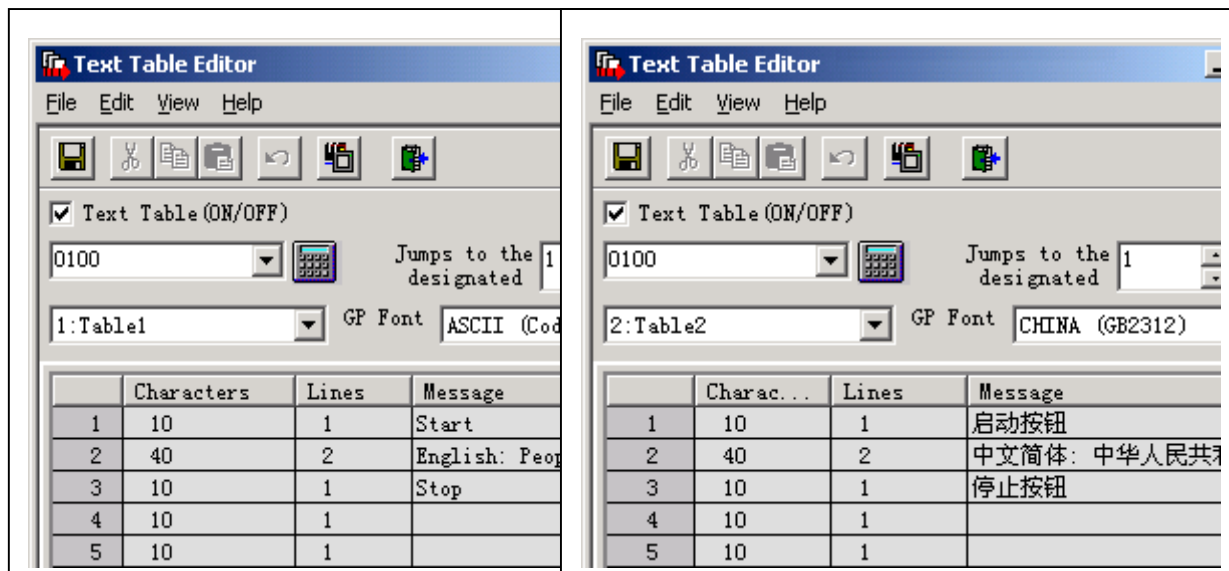 Text Table Editor
File Edit View Help
Text Table(ON/OFF)
0100
Jumps to the designated
1
1:Table1
GP Font
ASCII (Cod
Characters Lines Message
1 10 1 Start
2 40 2 English: Peop
3 10 1 Stop
4 10 1
5 10 1
Text Table Editor
File Edit View Help
Text Table(ON/OFF)
0100
Jumps to the designated
1
2:Table2
GP Font
CHINA (GB2312)
Charac... Lines Message
1 10 1 启动按钮
2 40 2 中文简体: 中华人民共和
3 10 1 停止按钮
4 10 1
5 10 1